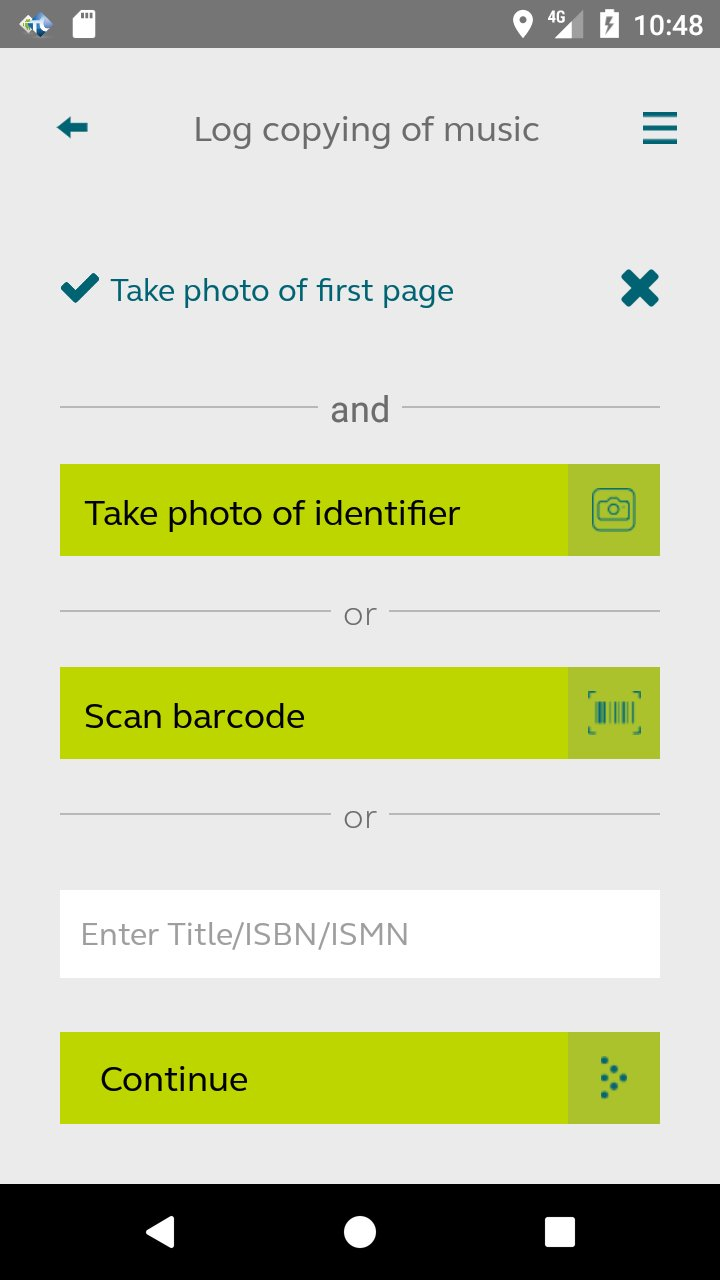 4G 10:48
Log copying of music
Take photo of first page
and
Take photo of identifier
or
Scan barcode
or
Enter Title/ISBN/ISMN
Continue